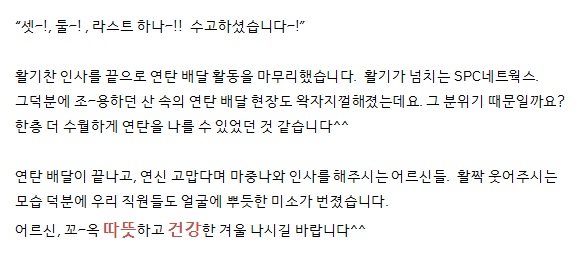 “셋~!, 둘~! , 라스트 하나~!!  수고하셨습니다~!”
활기찬 인사를 끝으로 연탄 배달 활동을 마무리했습니다.  활기가 넘치는 SPC네트웍스.
그덕분에 조~용하던 산 속의 연탄 배달 현장도 왁자지껄해졌는데요. 그 분위기 때문일까요?
한층 더 수월하게 연탄을 나를 수 있었던 것 같습니다^^
연탄 배달이 끝나고, 연신 고맙다며 마중나와 인사를 해주시는 어르신들.  활짝 웃어주시는
모습 덕분에 우리 직원들도 얼굴에 뿌듯한 미소가 번졌습니다.
어르신, 꼬~옥 따뜻하고 건강한 겨울 나시길 바랍니다^^